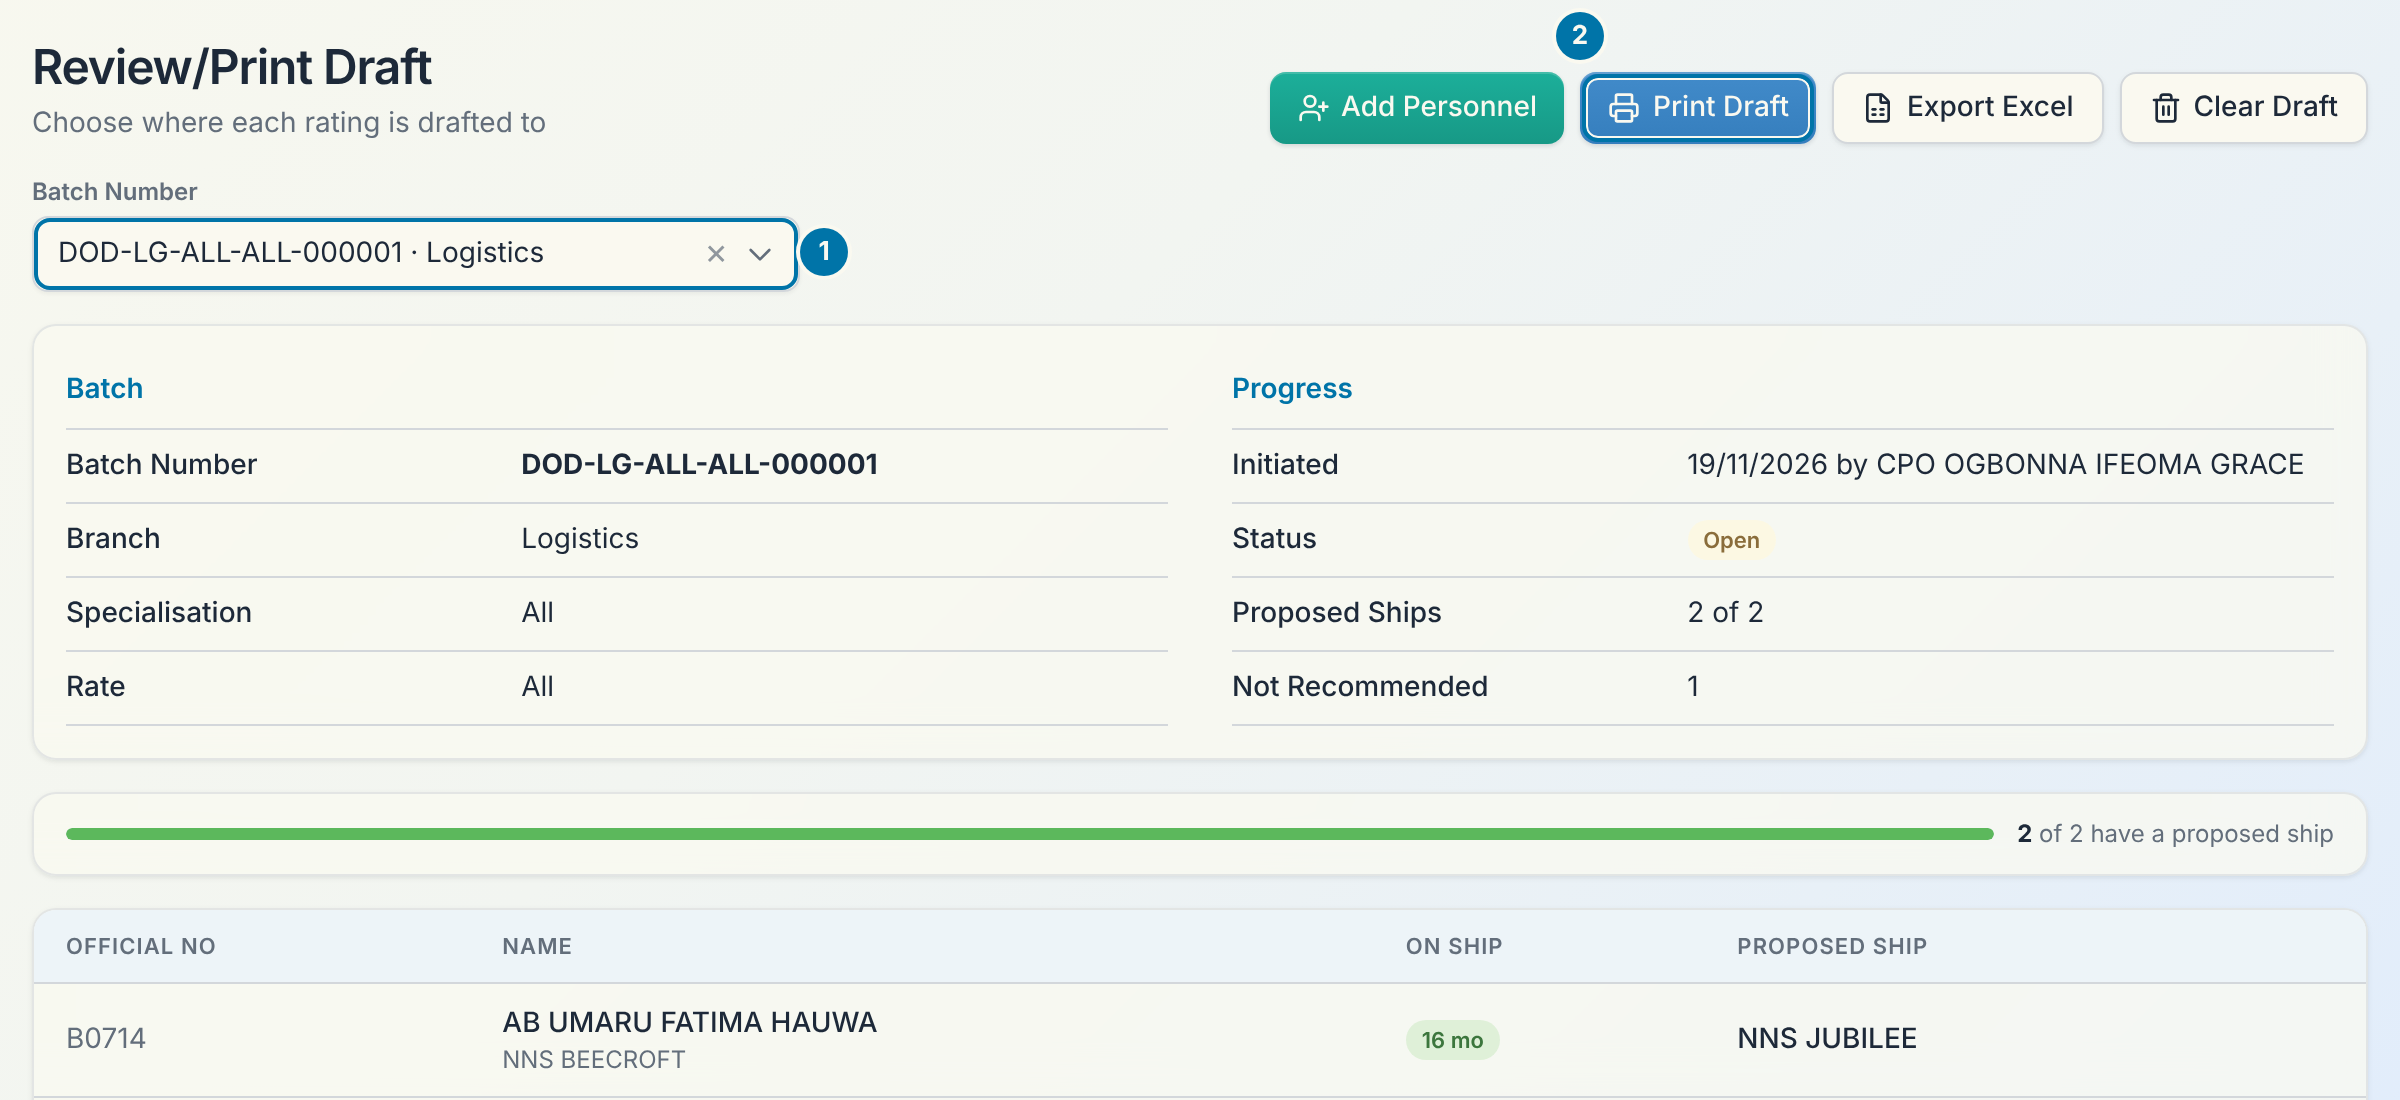 Review/Print Draft
Choose where each rating is drafted to
2
Add Personnel
Print Draft
Export Excel
Clear Draft
Batch Number
DOD-LG-ALL-ALL-000001 · Logistics
1
Batch
Batch Number DOD-LG-ALL-ALL-000001
Branch Logistics
Specialisation All
Rate All
Progress
Initiated 19/11/2026 by CPO OGBONNA IFEOMA GRACE
Status Open
Proposed Ships 2 of 2
Not Recommended 1
2 of 2 have a proposed ship
OFFICIAL NO NAME ON SHIP PROPOSED SHIP
B0714 AB UMARU FATIMA HAUWA 16 mo NNS JUBILEE
NNS BEECROFT